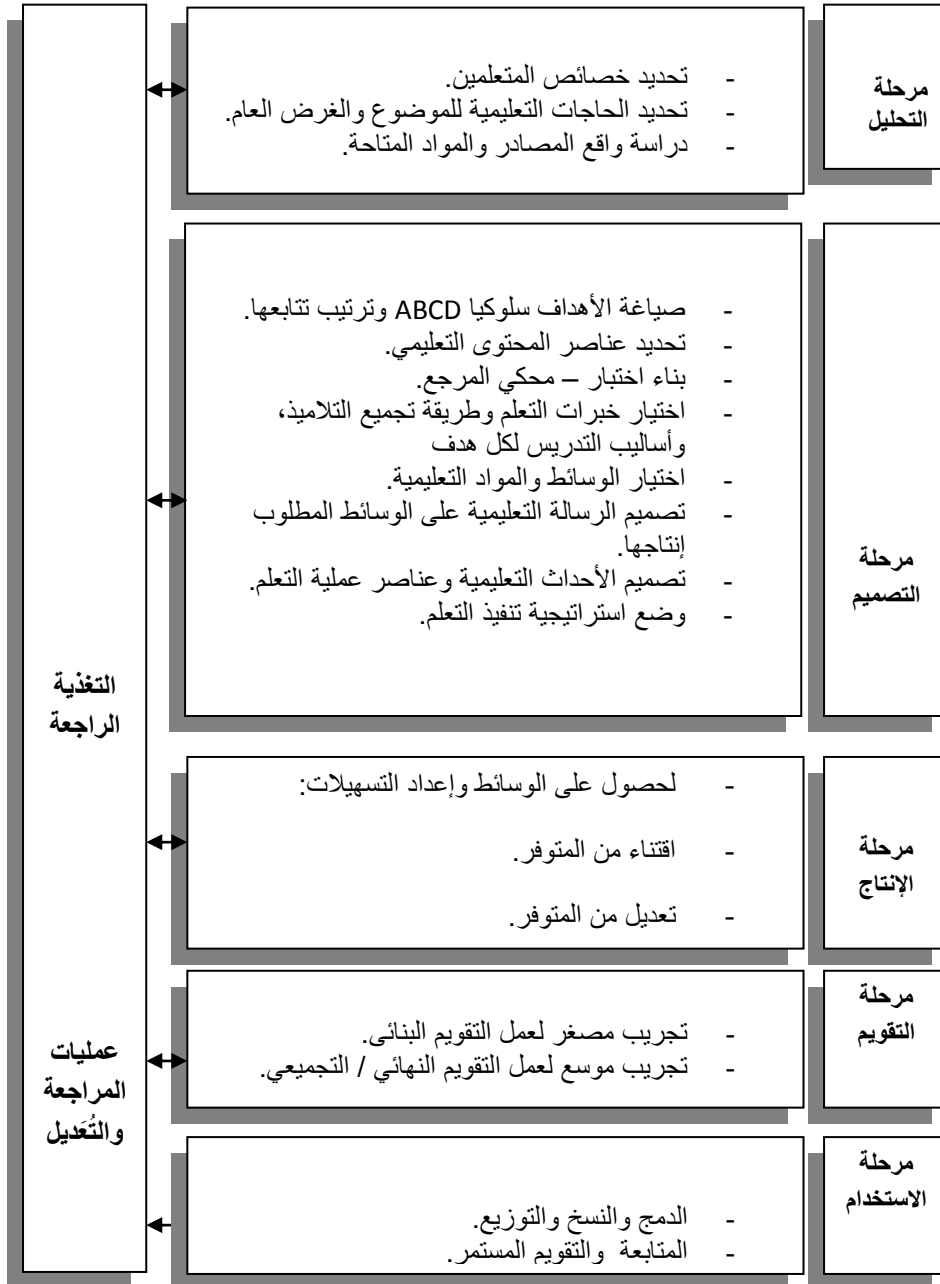 مرحلة
التحليل
- تحديد خصائص المتعلمين.
- تحديد الحاجات التعليمية للموضوع والغرض العام.
- دراسة واقع المصادر والمواد المتاحة.
مرحلة
التصميم
- صياغة الأهداف سلوكيا ABCD وترتيب تتابعها.
- تحديد عناصر المحتوى التعليمي.
- بناء اختبار – محكي المرجع.
- اختيار خبرات التعلم وطريقة تجميع التلاميذ،
وأساليب التدريس لكل هدف
- اختيار الوسائط والمواد التعليمية.
- تصميم الرسالة التعليمية على الوسائط المطلوب
إنتاجها.
- تصميم الأحداث التعليمية وعناصر عملية التعلم.
- وضع استراتيجية تنفيذ التعلم.
مرحلة
الإنتاج
- لحصول على الوسائط وإعداد التسهيلات:
- اقتناء من المتوفر.
- تعديل من المتوفر.
مرحلة
التقويم
- تجريب مصغر لعمل التقويم البنائى.
- تجريب موسع لعمل التقويم النهائي / التجميعي.
مرحلة
الاستخدام
- الدمج والنسخ والتوزيع.
- المتابعة والتقويم المستمر.
التغذية
الراجعة
عمليات
المراجعة
والتُعَديل